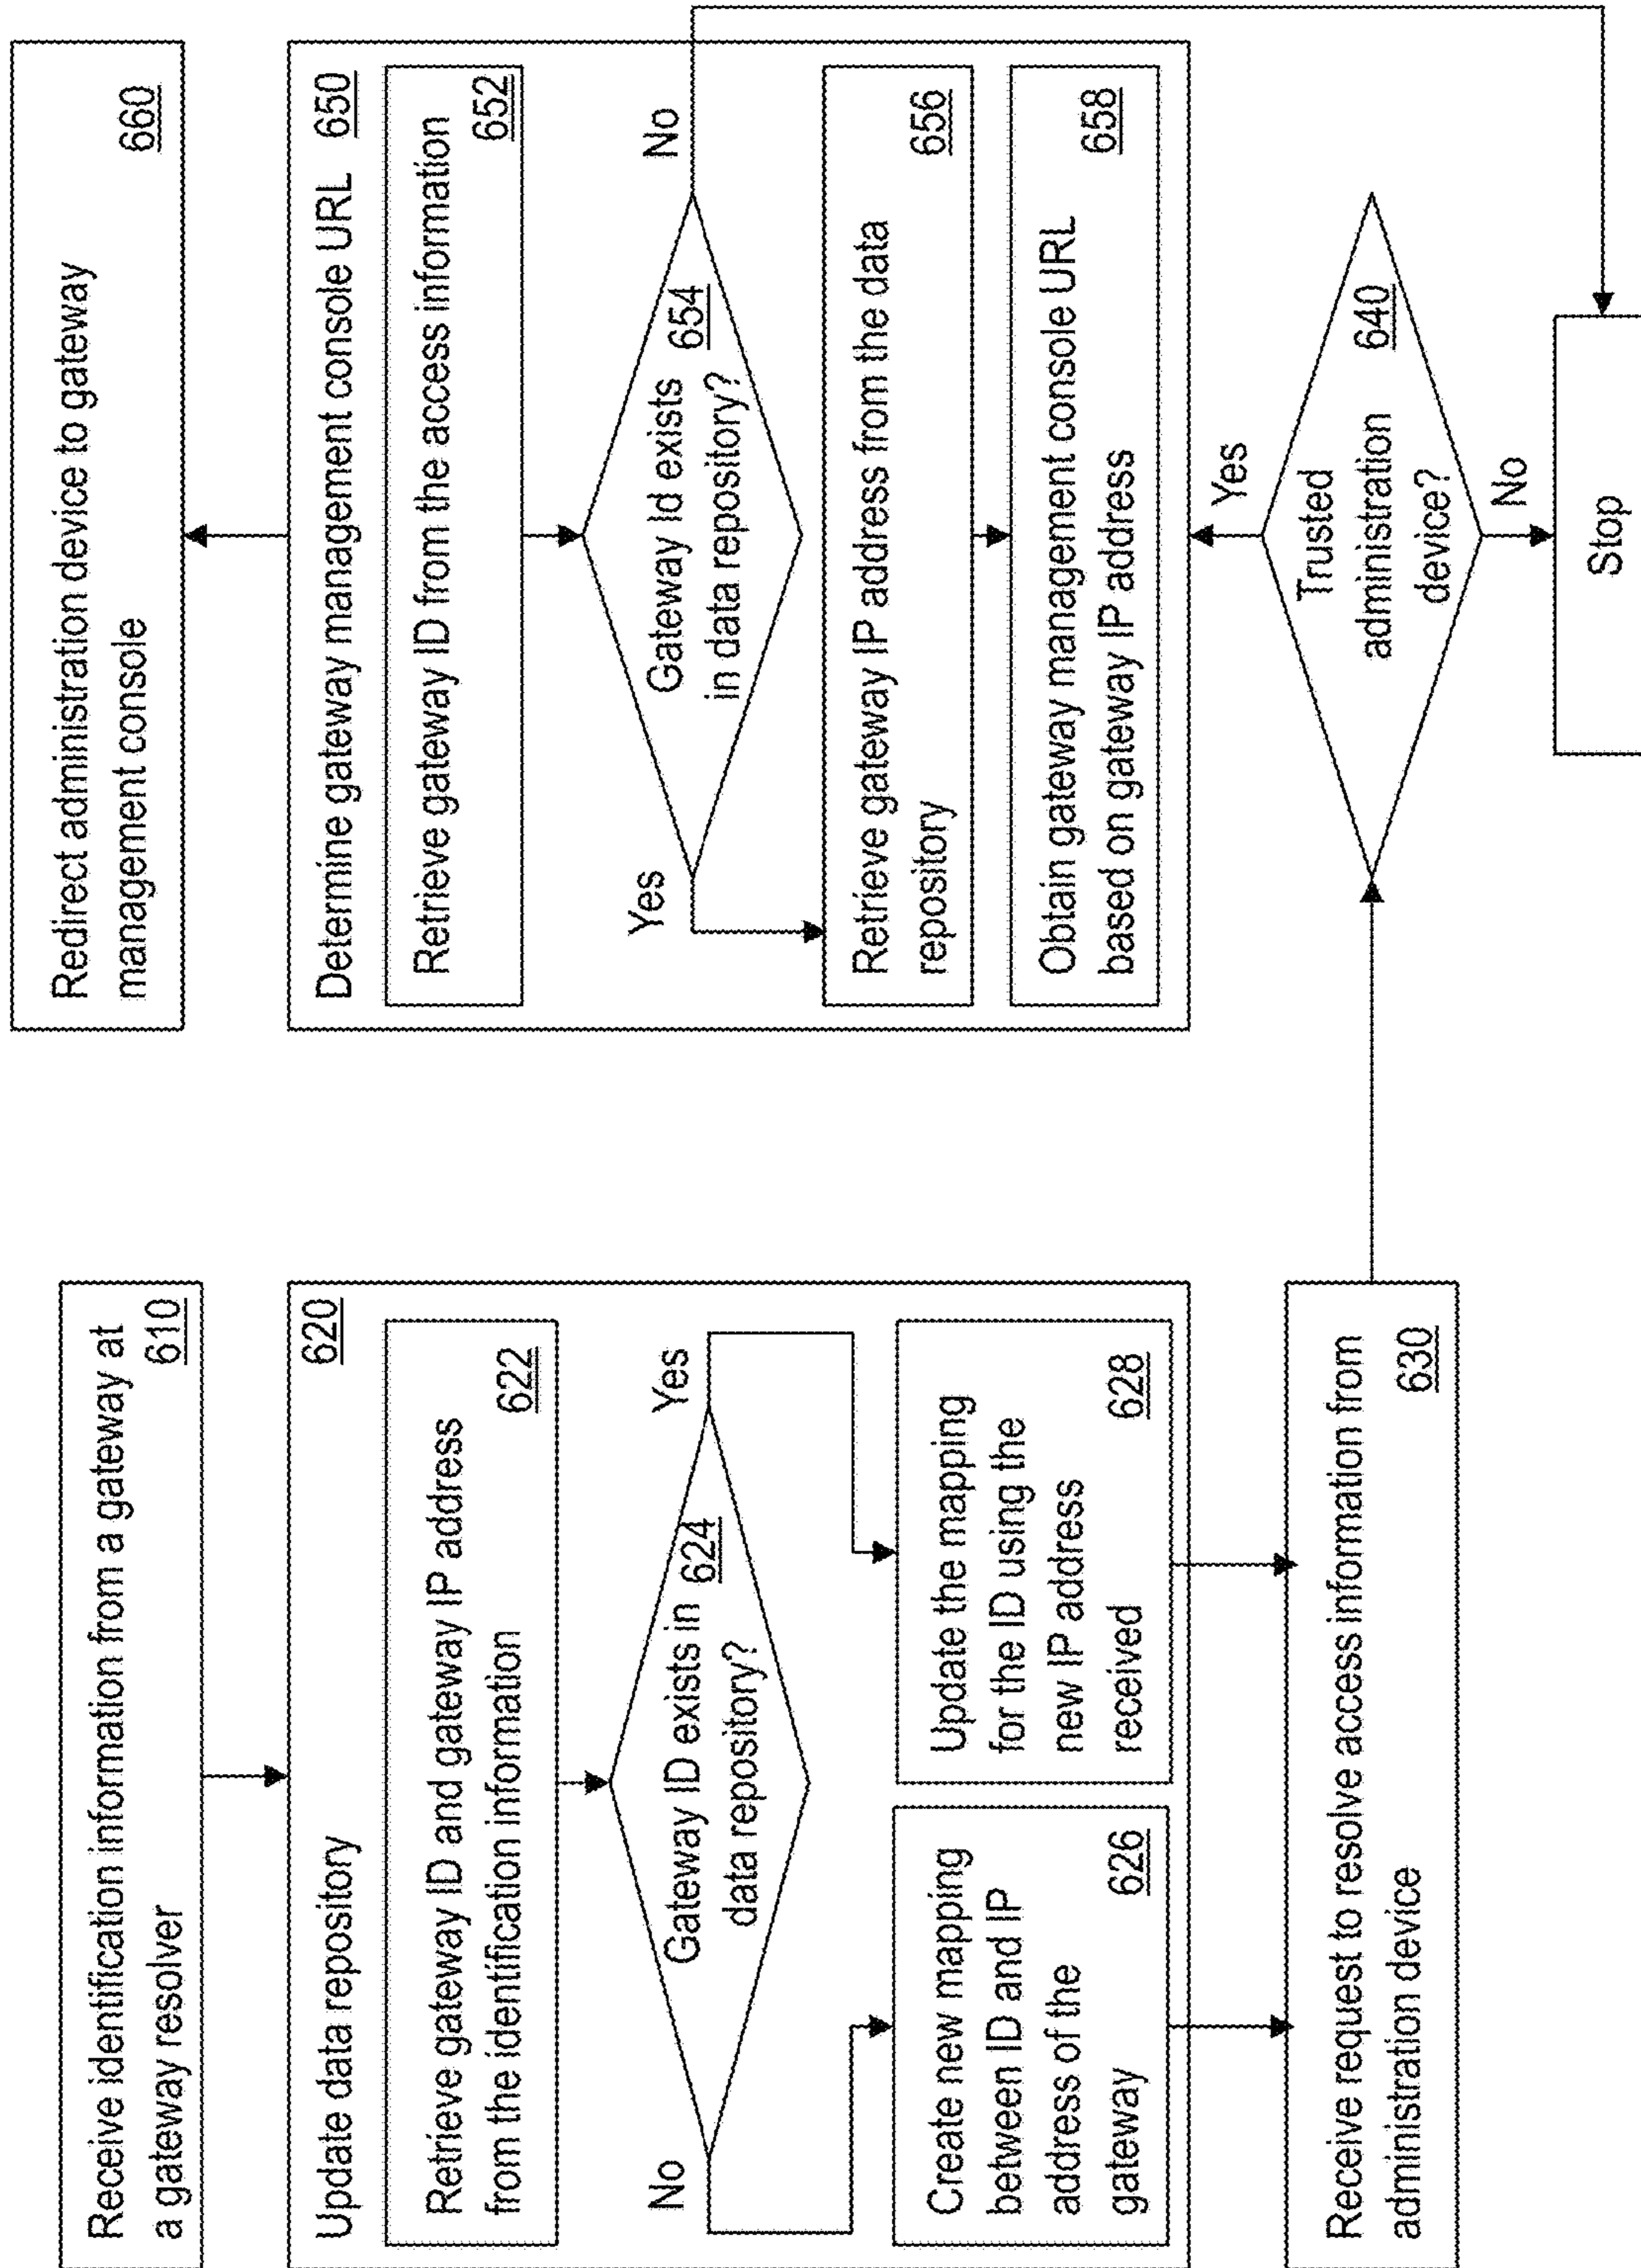 Receive identification information from a gateway at
a gateway resolver
610
Update data repository
620
Retrieve gateway ID and gateway IP address
from the identification information
622
Gateway ID exists in
data repository?
624
No
Yes
Create new mapping
between ID and IP
address of the
gateway
626
Update the mapping
for the ID using the
new IP address
received
628
Receive request to resolve access information from
administration device
630
Redirect administration device to gateway
management console
660
Determine gateway management console URL
650
Retrieve gateway ID from the access information
652
Gateway Id exists
in data repository?
654
Yes
No
Retrieve gateway IP address from the data
repository
656
Obtain gateway management console URL
based on gateway IP address
658
Yes
Trusted
administration
device?
640
No
Stop